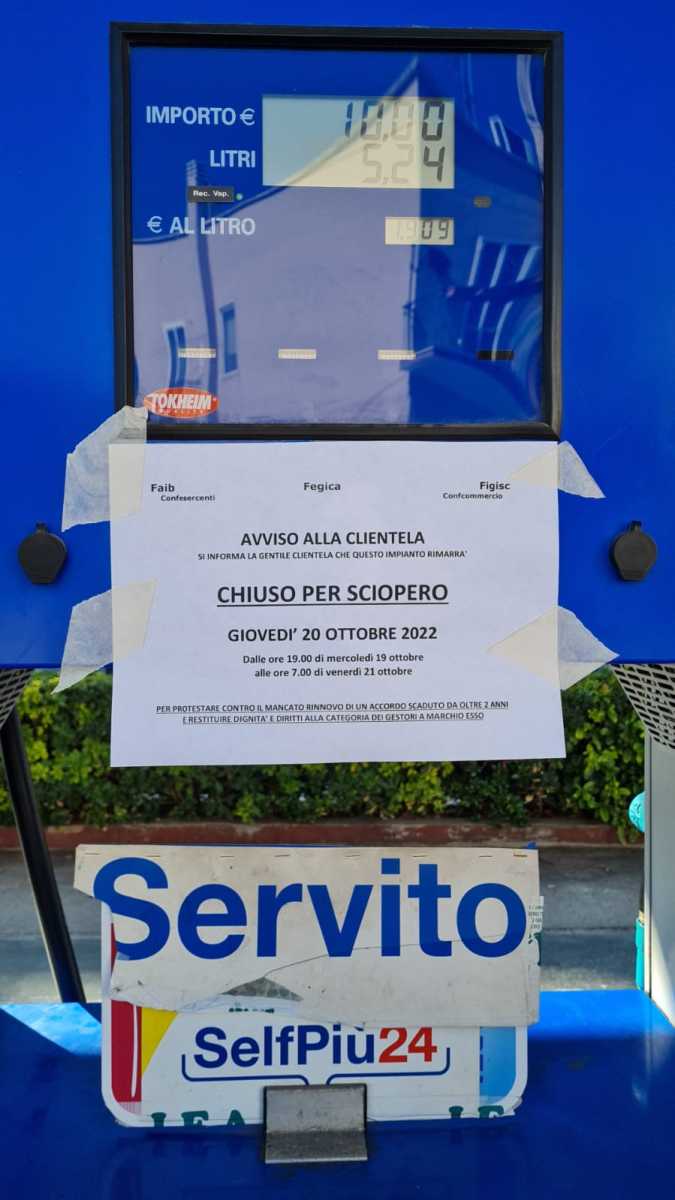 IMPORTO € 10,00
LITRI 5,24
Rec. Vap.
€ AL LITRO 1,909
TOKHEIM
QUALITY
Faib Fegica Figisc
Confesercenti Confcommercio
AVVISO ALLA CLIENTELA
SI INFORMA LA GENTILE CLIENTELA CHE QUESTO IMPIANTO RIMARRA'
CHIUSO PER SCIOPERO
GIOVEDI' 20 OTTOBRE 2022
Dalle ore 19.00 di mercoledì 19 ottobre
alle ore 7.00 di venerdì 21 ottobre
PER PROTESTARE CONTRO IL MANCATO RINNOVO DI UN ACCORDO SCADUTO DA OLTRE 2 ANNI
E RESTITUIRE DIGNITA' E DIRITTI ALLA CATEGORIA DEI GESTORI A MARCHIO ESSO
Servito
SelfPiù24